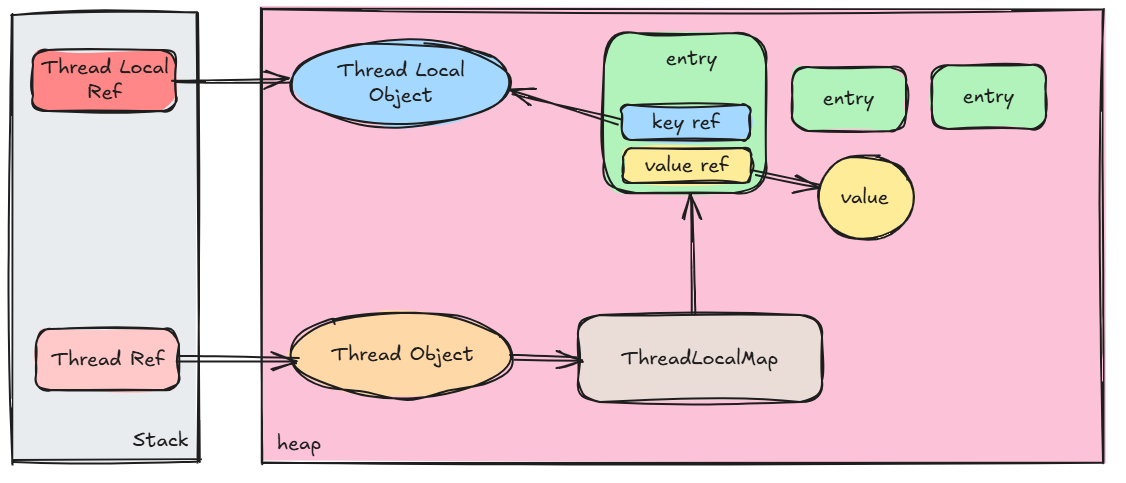 Thread Local
Ref
Thread Local
Object
entry
key ref
value ref
entry
entry
value
Thread Ref
Thread Object
ThreadLocalMap
Stack
heap